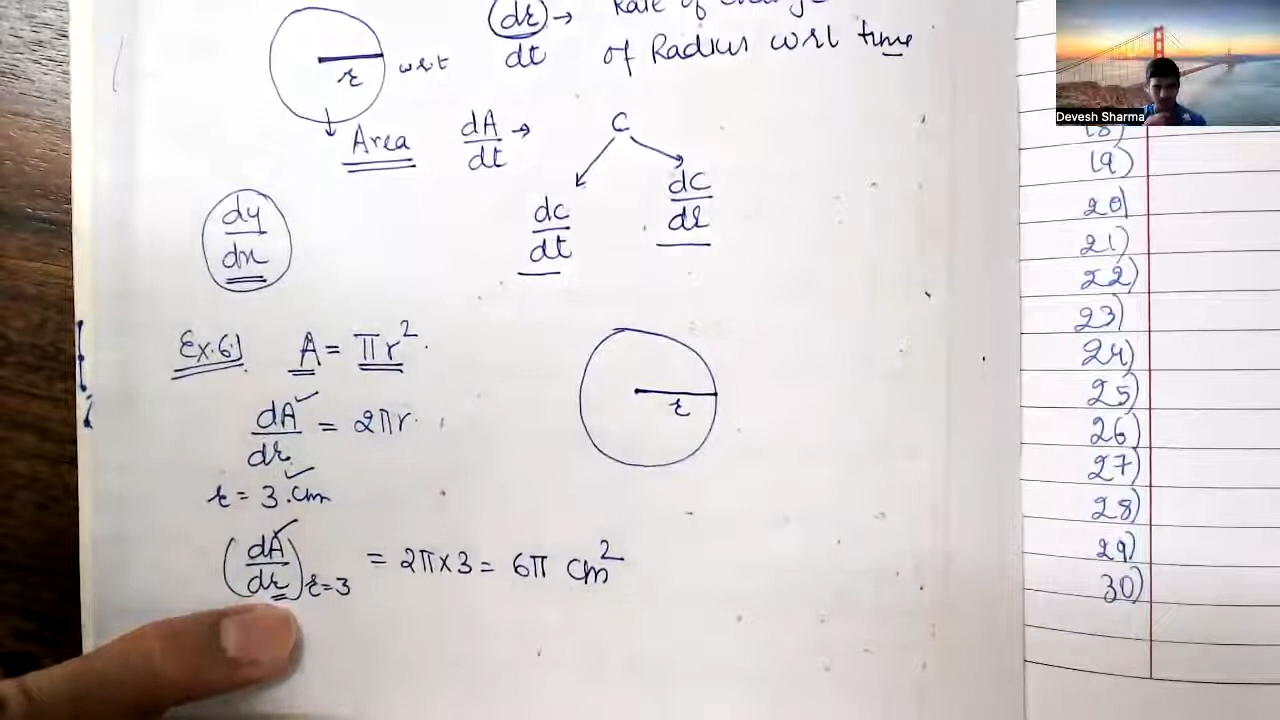 (dr) → Rate of change
r wrt dt of Radius wrt time
Area dA/dt → C
dc/dt dc/dr
dy/dx
Ex.6.1 A = πr².
dA/dr = 2πr.
r
r = 3.cm
(dA/dr)r=3 = 2π×3 = 6π cm²
Devesh Sharma
18)
19)
20)
21)
22)
23)
24)
25)
26)
27)
28)
29)
30)